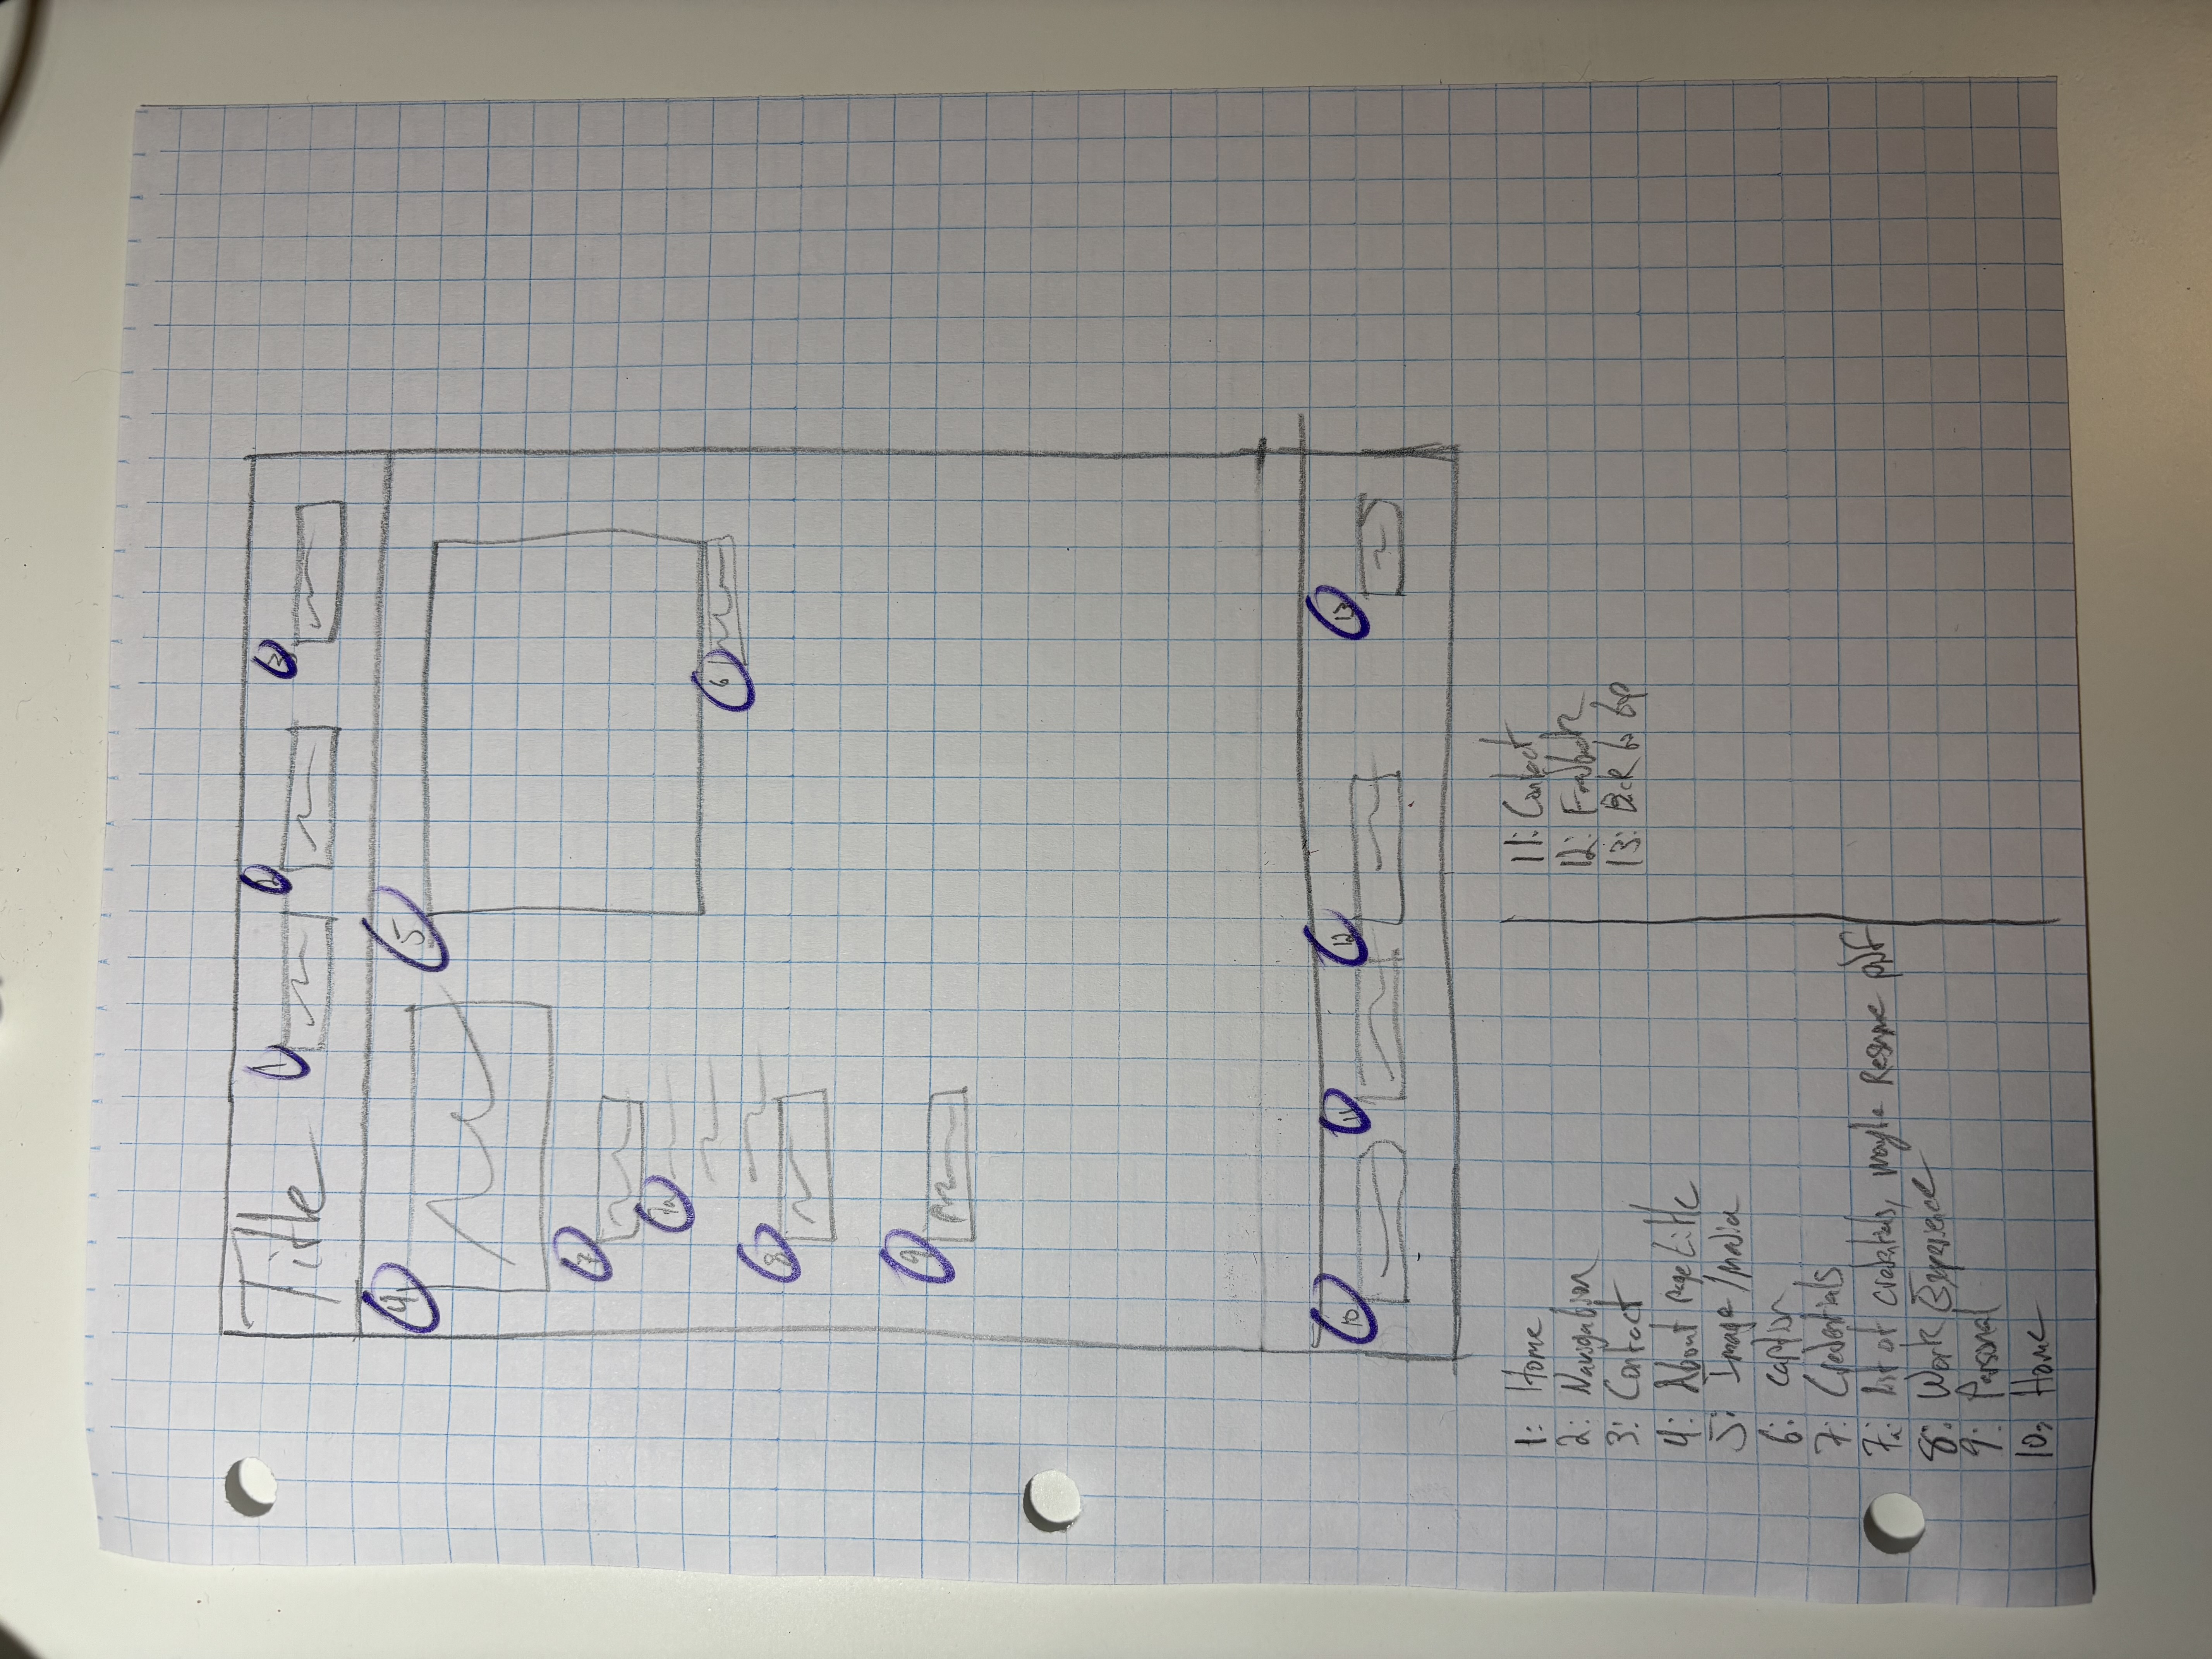 Title
1
2
3
4
5
7
7a
6
8
9
10
11
12
13
1: Home
2: Navigation
3: Contact
4: About page title
5: Image/media
6: caption
7: Credentials
7a: list of credentials, maybe Resume pdf
8: Work Experience
9: Personal
10: Home
11: Contact
12: Feedback
13: Back to top